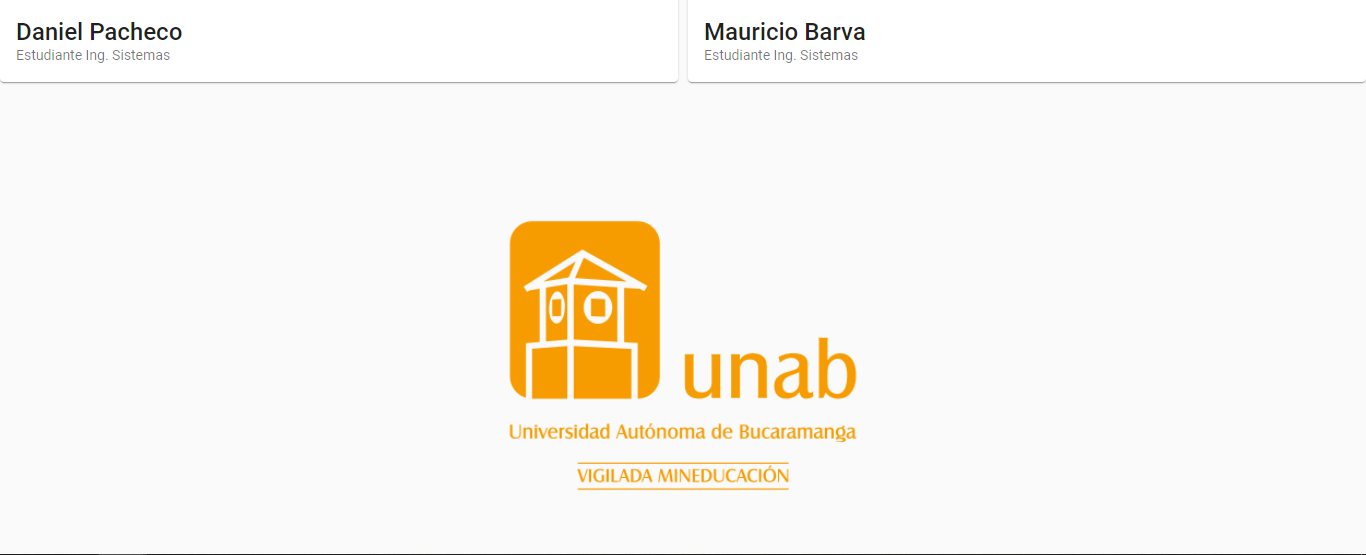 Daniel Pacheco
Estudiante Ing. Sistemas
Mauricio Barva
Estudiante Ing. Sistemas
unab
Universidad Autónoma de Bucaramanga
VIGILADA MINEDUCACIÓN